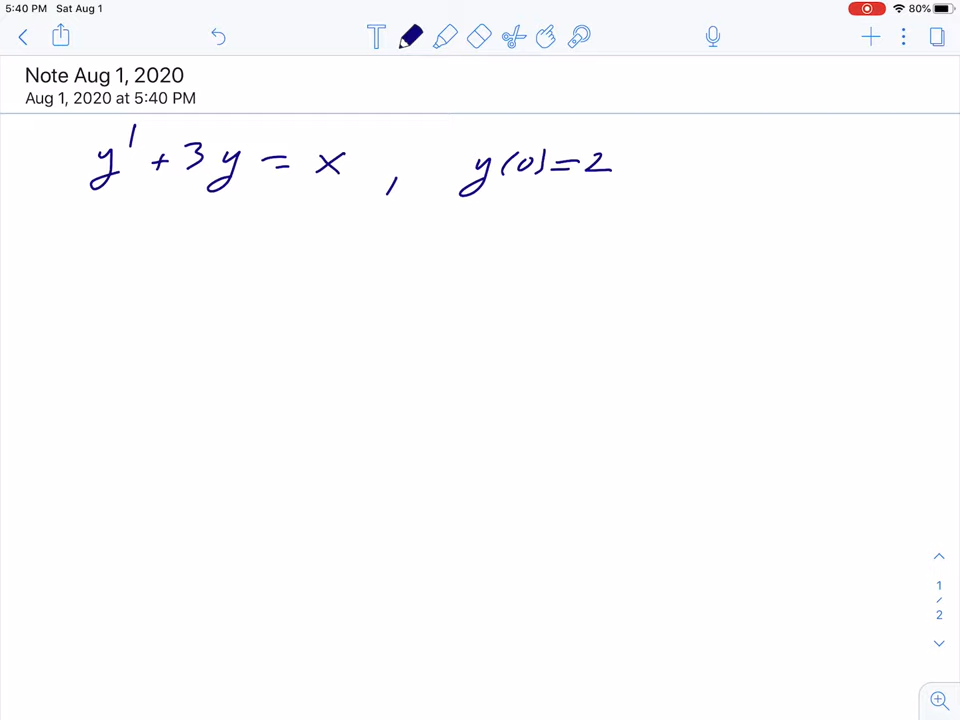 5:40 PM Sat Aug 1 80%
T
Note Aug 1, 2020
Aug 1, 2020 at 5:40 PM
y' + 3y = x , y(0) = 2
1
/
2